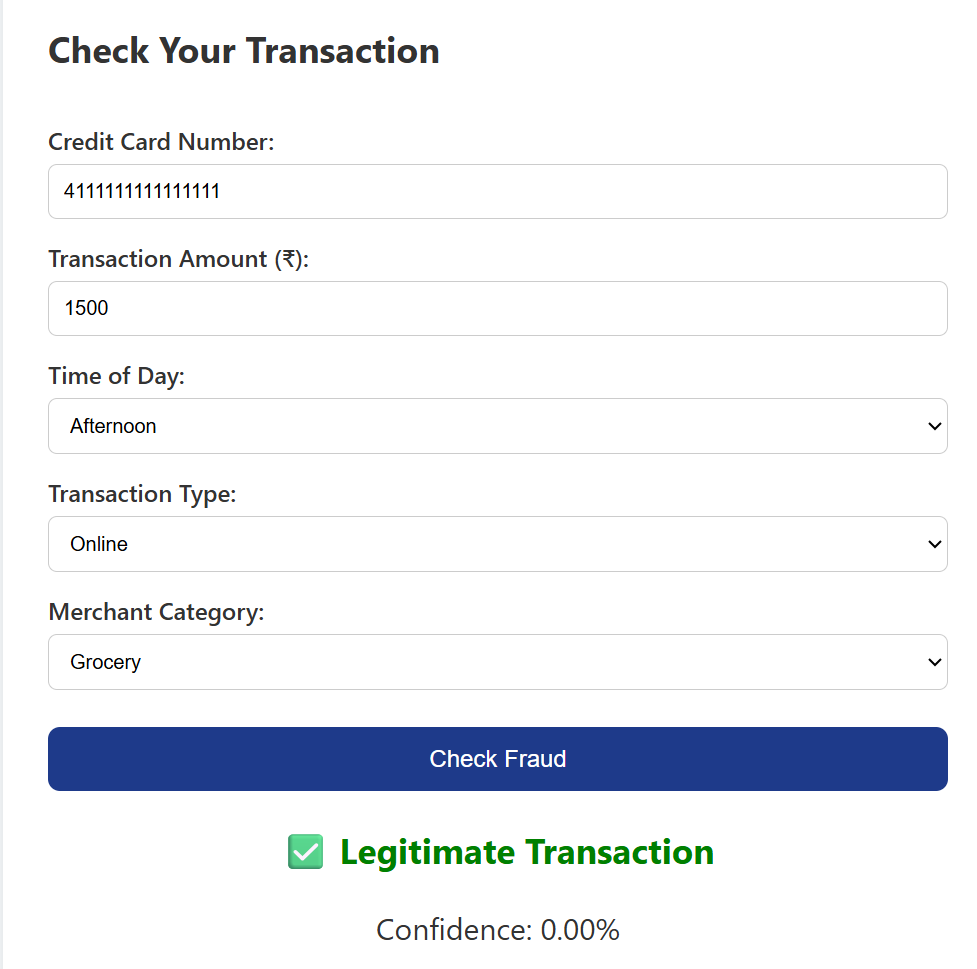 Check Your Transaction
Credit Card Number:
4111111111111111
Transaction Amount (₹):
1500
Time of Day:
Afternoon
Transaction Type:
Online
Merchant Category:
Grocery
Check Fraud
✅ Legitimate Transaction
Confidence: 0.00%